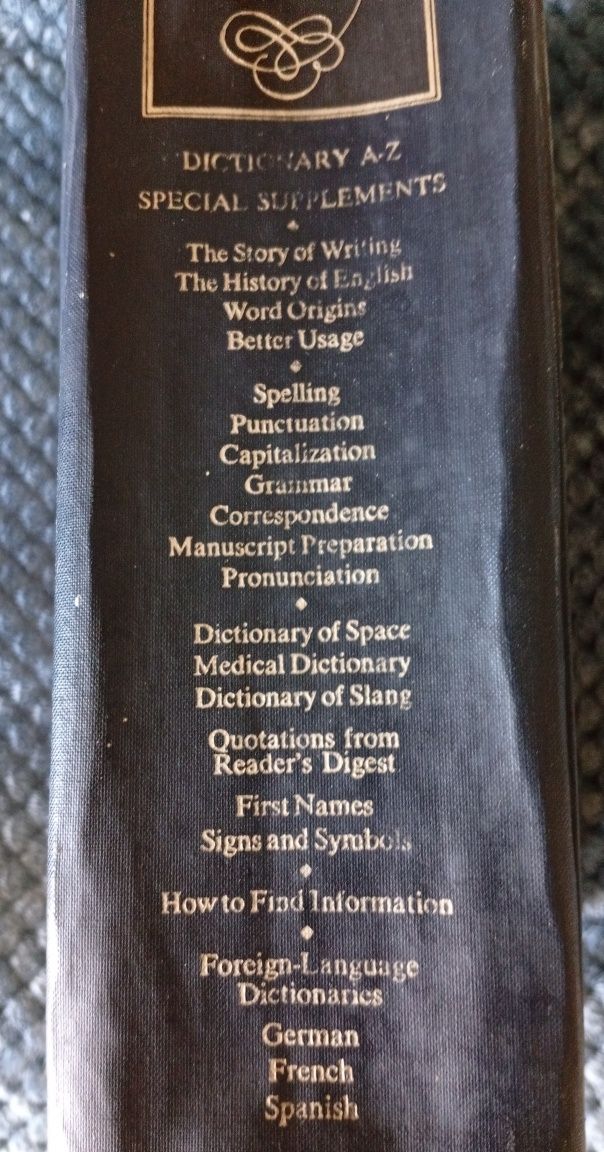 DICTIONARY A-Z
SPECIAL SUPPLEMENTS
The Story of Writing
The History of English
Word Origins
Better Usage
Spelling
Punctuation
Capitalization
Grammar
Correspondence
Manuscript Preparation
Pronunciation
Dictionary of Space
Medical Dictionary
Dictionary of Slang
Quotations from
Reader's Digest
First Names
Signs and Symbols
How to Find Information
Foreign-Language
Dictionaries
German
French
Spanish